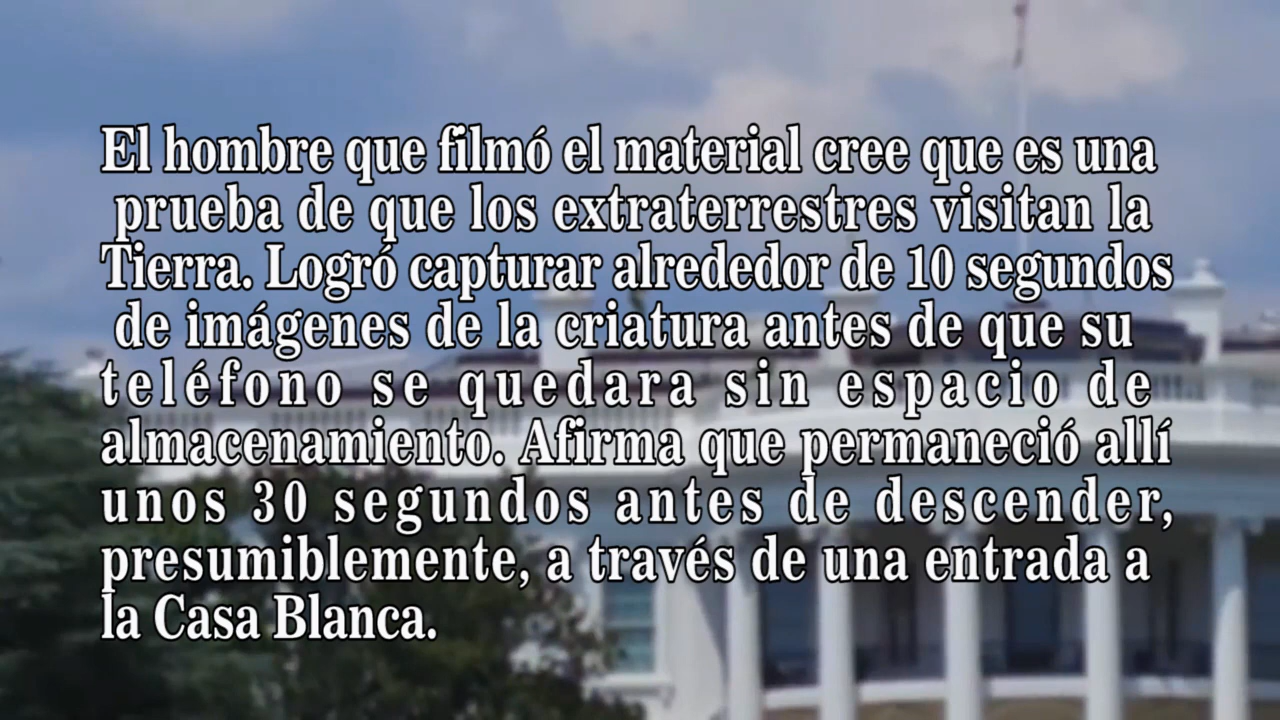 El hombre que filmó el material cree que es una
prueba de que los extraterrestres visitan la
Tierra. Logró capturar alrededor de 10 segundos
de imágenes de la criatura antes de que su
teléfono se quedara sin espacio de
almacenamiento. Afirma que permaneció allí
unos 30 segundos antes de descender,
presumiblemente, a través de una entrada a
la Casa Blanca.